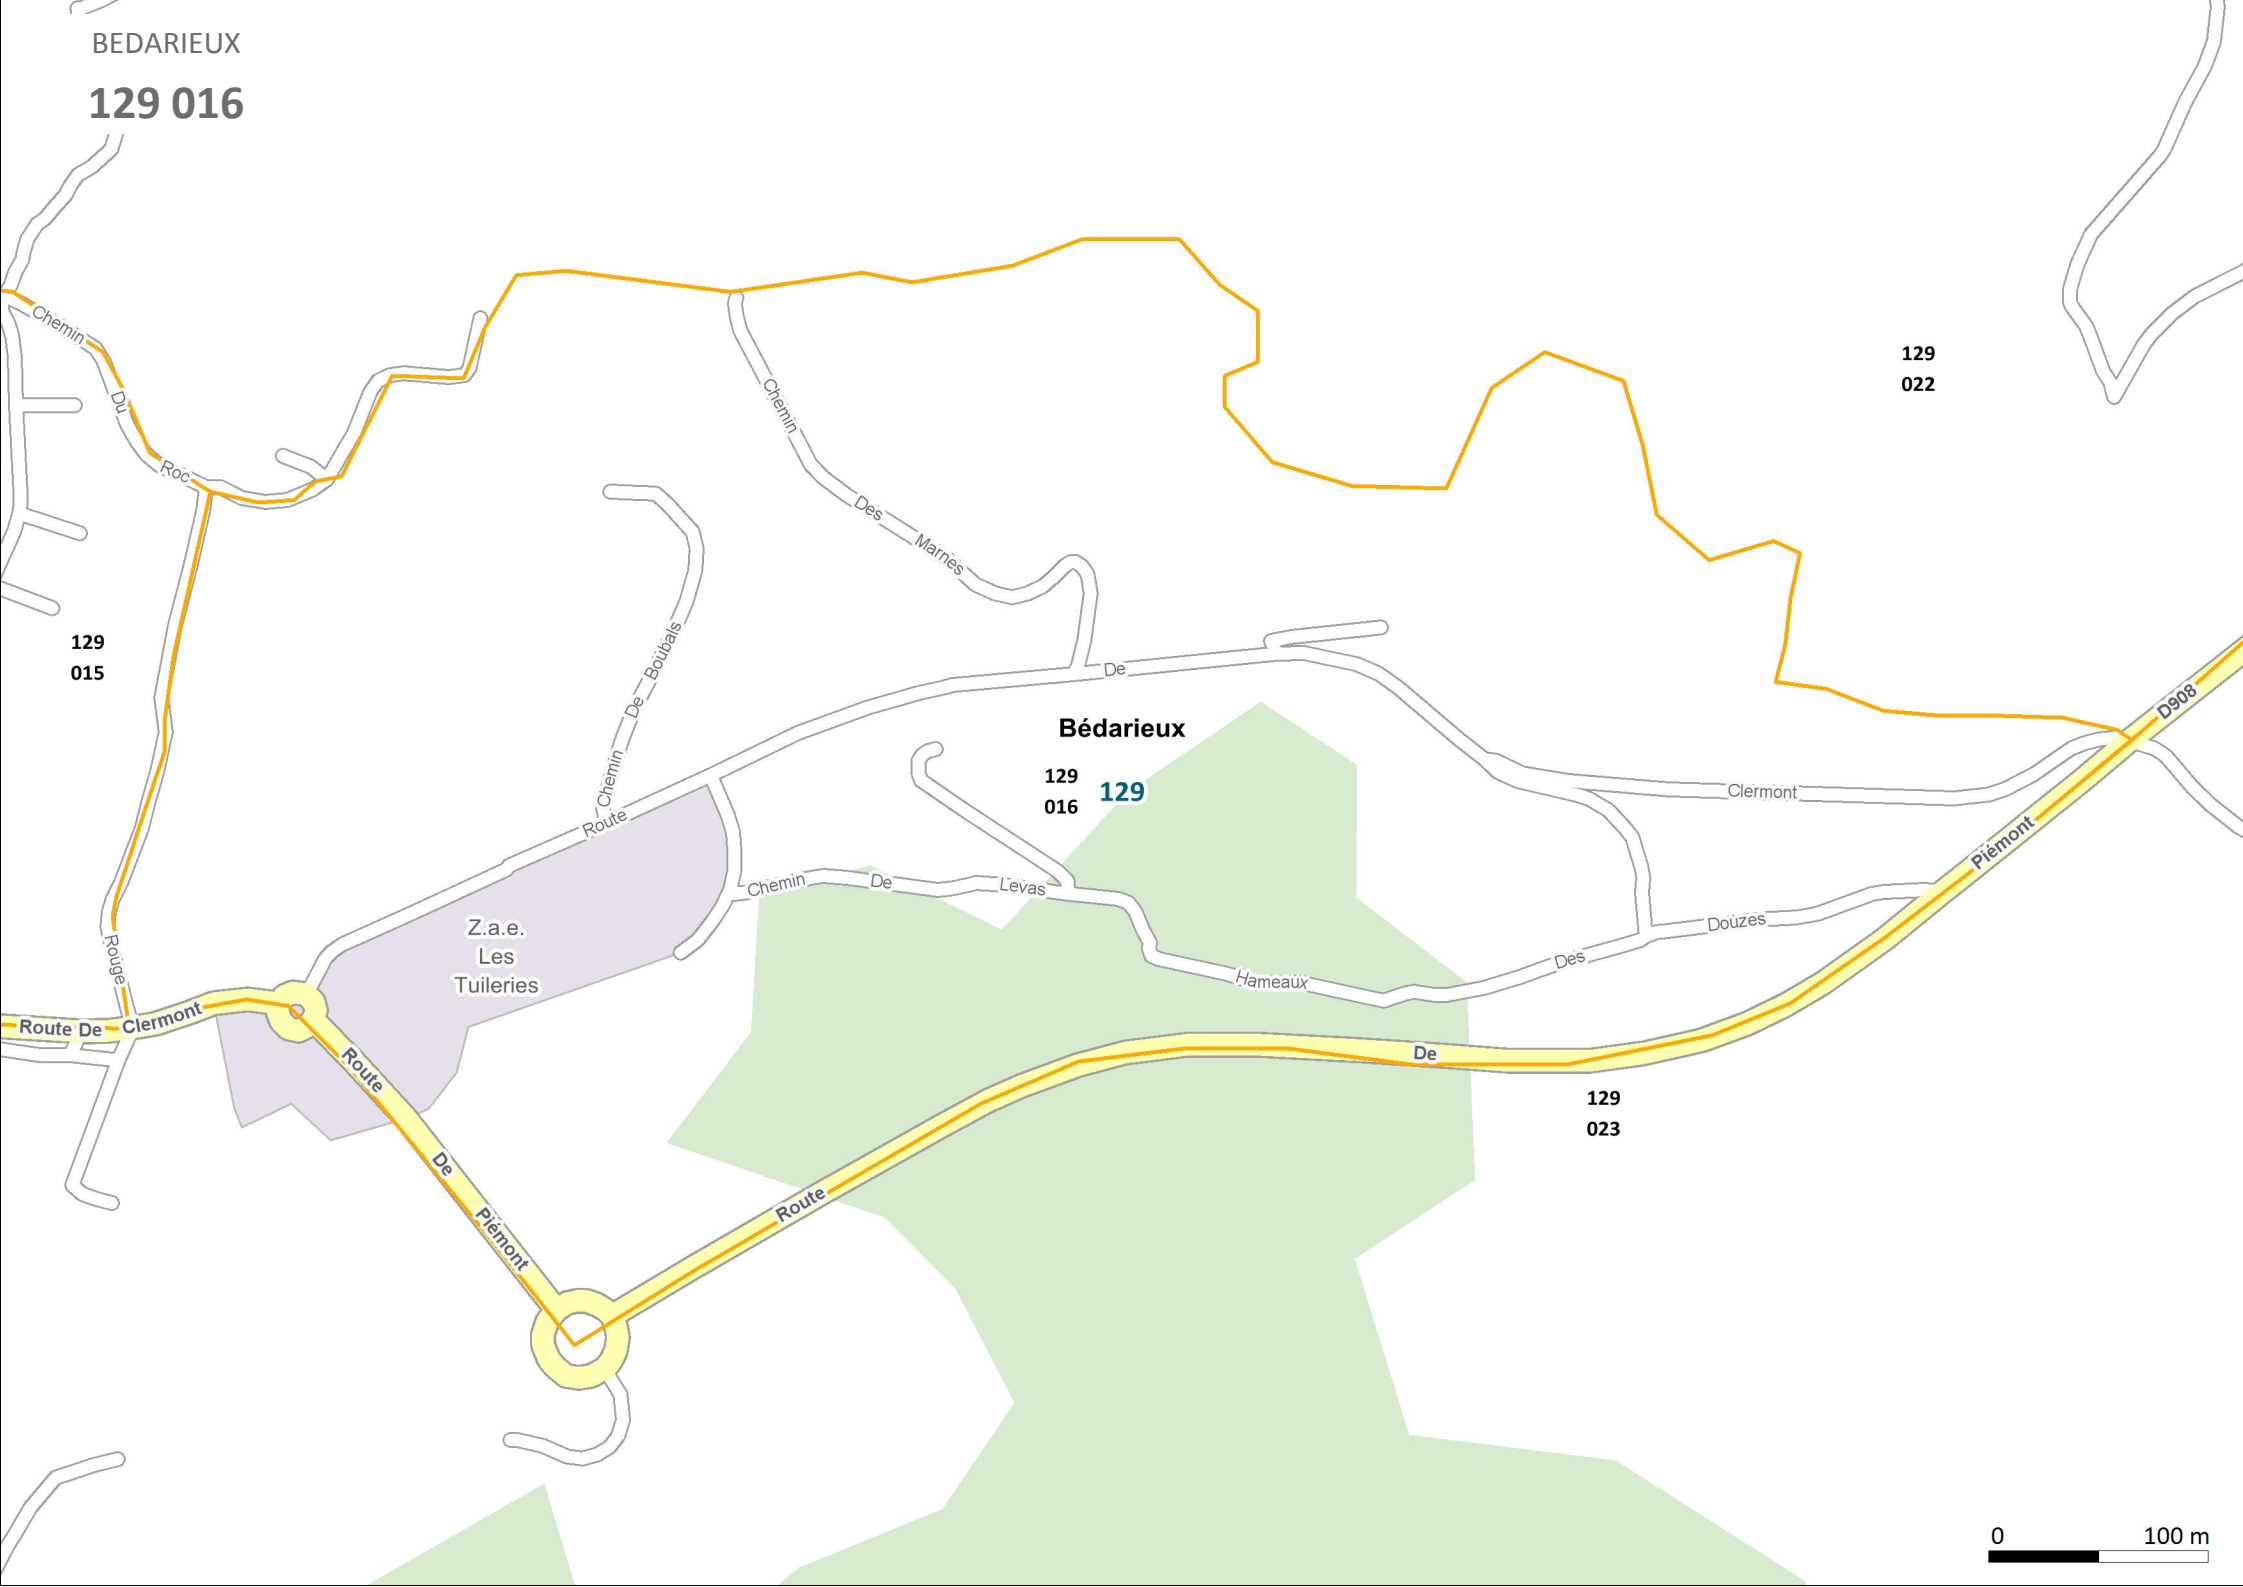 BEDARIEUX
129 016
Chemin
Du
Roc
Rouge
129
022
Chemin
Des
Marnes
129
015
Chemin De Boubals
Route
De
Clermont
D908
Bédarieux
129
016
129
Chemin
De
Levas
Hameaux
Des
Douzes
Piémont
Z.a.e.
Les
Tuileries
Route De Clermont
Route
De
Piémont
Route
De
129
023
0
100 m